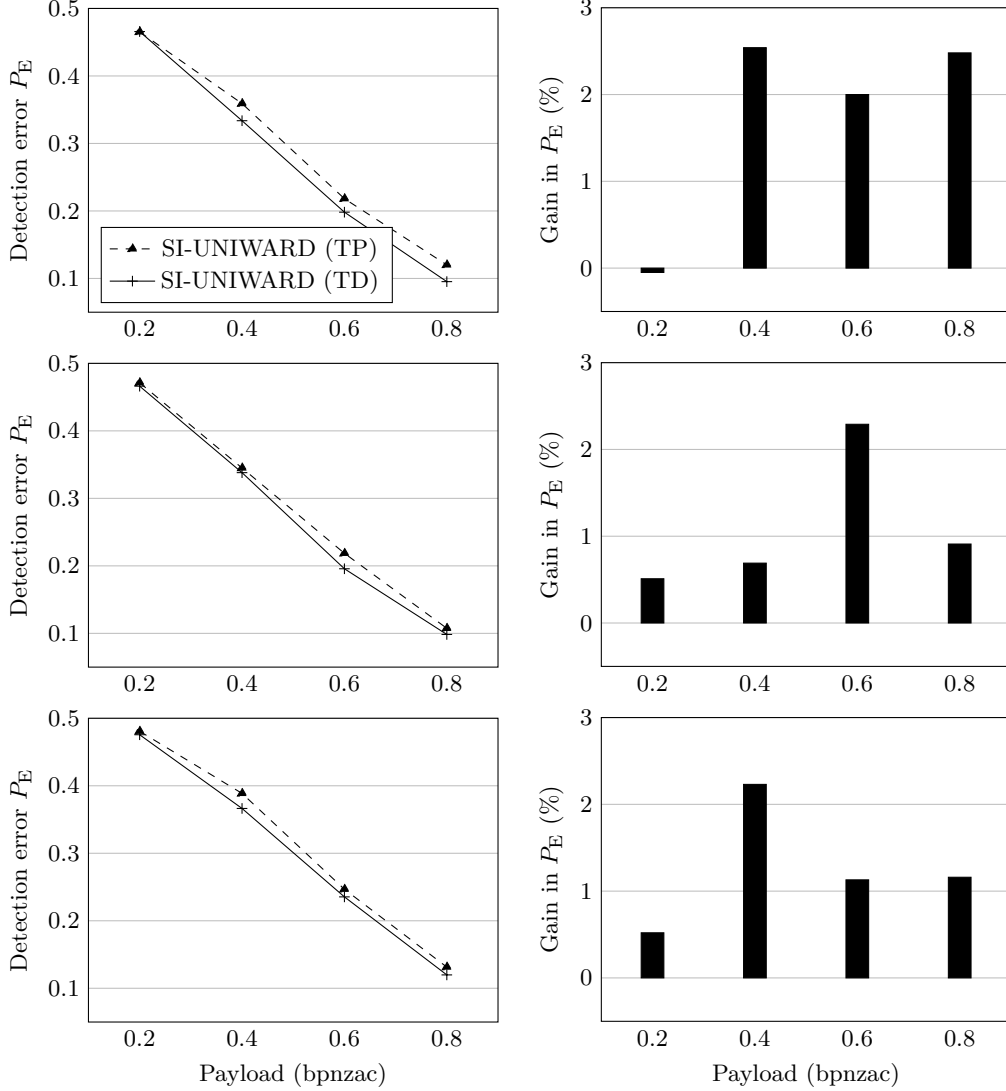 0.5
0.4
0.3
0.2
0.1
Detection error P_E
SI-UNIWARD (TP)
SI-UNIWARD (TD)
0.2 0.4 0.6 0.8
3
2
1
0
Gain in P_E (%)
0.2 0.4 0.6 0.8
0.5
0.4
0.3
0.2
0.1
Detection error P_E
0.2 0.4 0.6 0.8
3
2
1
0
Gain in P_E (%)
0.2 0.4 0.6 0.8
0.5
0.4
0.3
0.2
0.1
Detection error P_E
0.2 0.4 0.6 0.8
Payload (bpnzac)
3
2
1
0
Gain in P_E (%)
0.2 0.4 0.6 0.8
Payload (bpnzac)